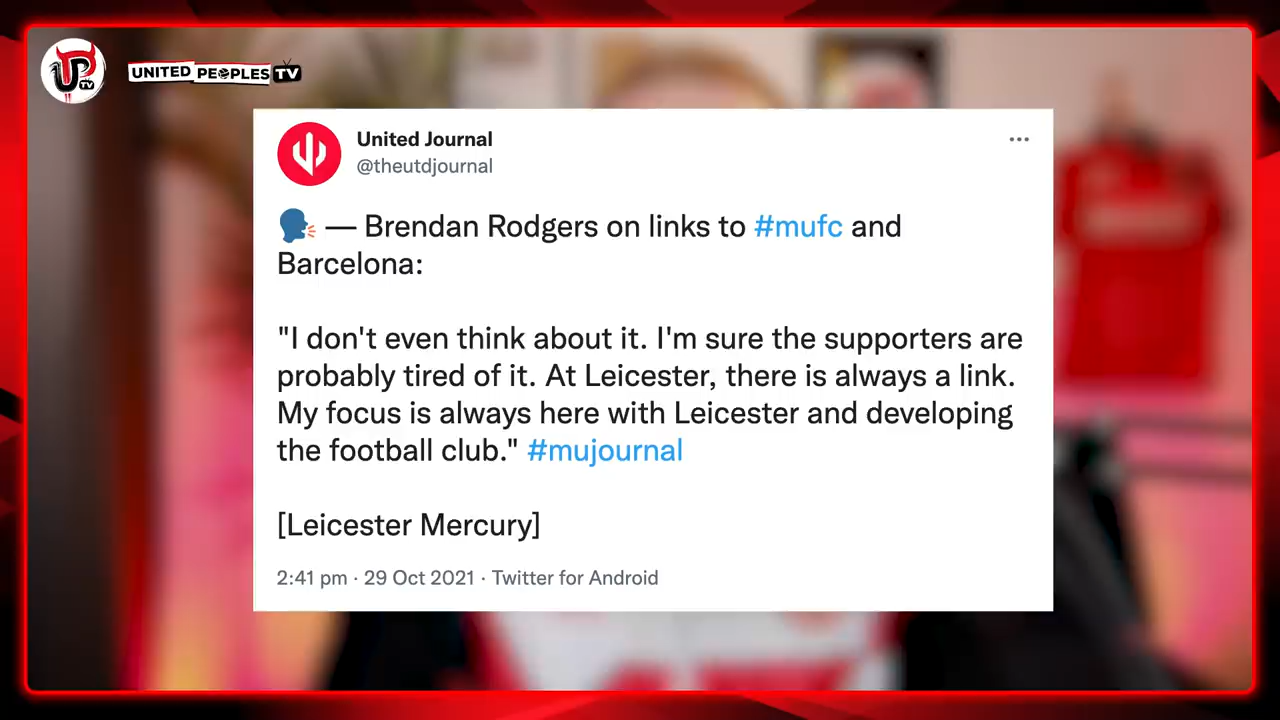 UP
TV
UNITED PEOPLES TV
United Journal
@theutdjournal
— Brendan Rodgers on links to #mufc and
Barcelona:
"I don't even think about it. I'm sure the supporters are
probably tired of it. At Leicester, there is always a link.
My focus is always here with Leicester and developing
the football club." #mujournal
[Leicester Mercury]
2:41 pm · 29 Oct 2021 · Twitter for Android